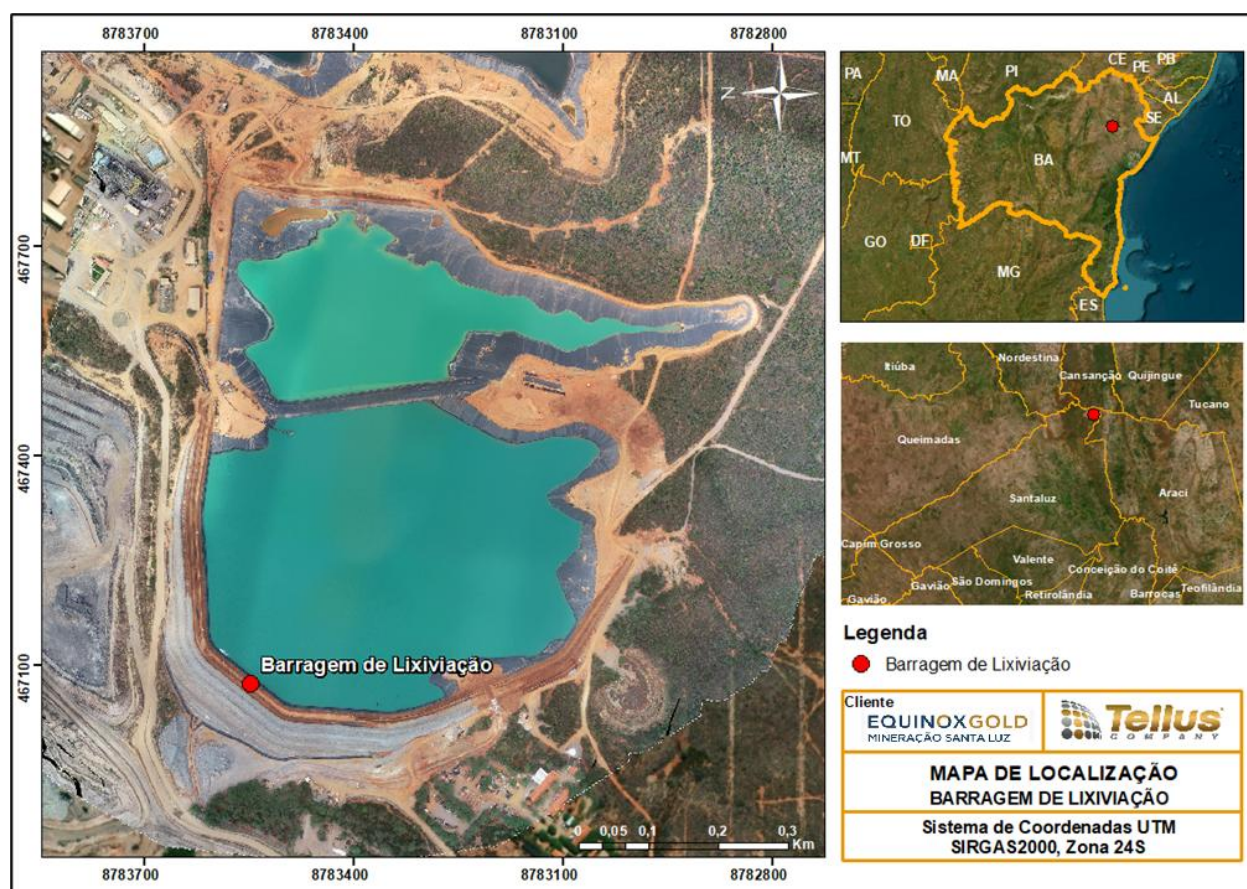 8783700 8783400 8783100 8782800
N
467700
467400
467100
Barragem de Lixiviação
0 0,05 0,1 0,2 0,3
Km
8783700 8783400 8783100 8782800
CE
PB
PA
MA
PI
PE
AL
TO
SE
MT
BA
GO
DF
MG
ES
Nordestina
Itiúba
Cansanção Quijingue
Tucano
Queimadas
Santaluz
Araci
Capim Grosso
Valente
Conceição do Coité
Gavião
São Domingos
Teofilândia
Gavião
Retirolândia
Barrocas
Legenda
Barragem de Lixiviação
Cliente
EQUINOXGOLD
MINERAÇÃO SANTA LUZ
Tellus
COMPANY
MAPA DE LOCALIZAÇÃO
BARRAGEM DE LIXIVIAÇÃO
Sistema de Coordenadas UTM
SIRGAS2000, Zona 24S